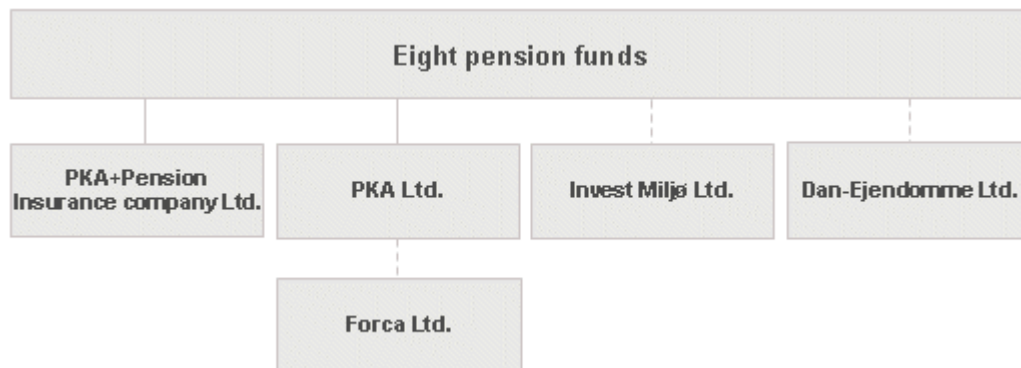 Eight pension funds
PKA+Pension
Insurance company Ltd.
PKA Ltd.
Invest Miljø Ltd.
Dan-Ejendomme Ltd.
Forca Ltd.